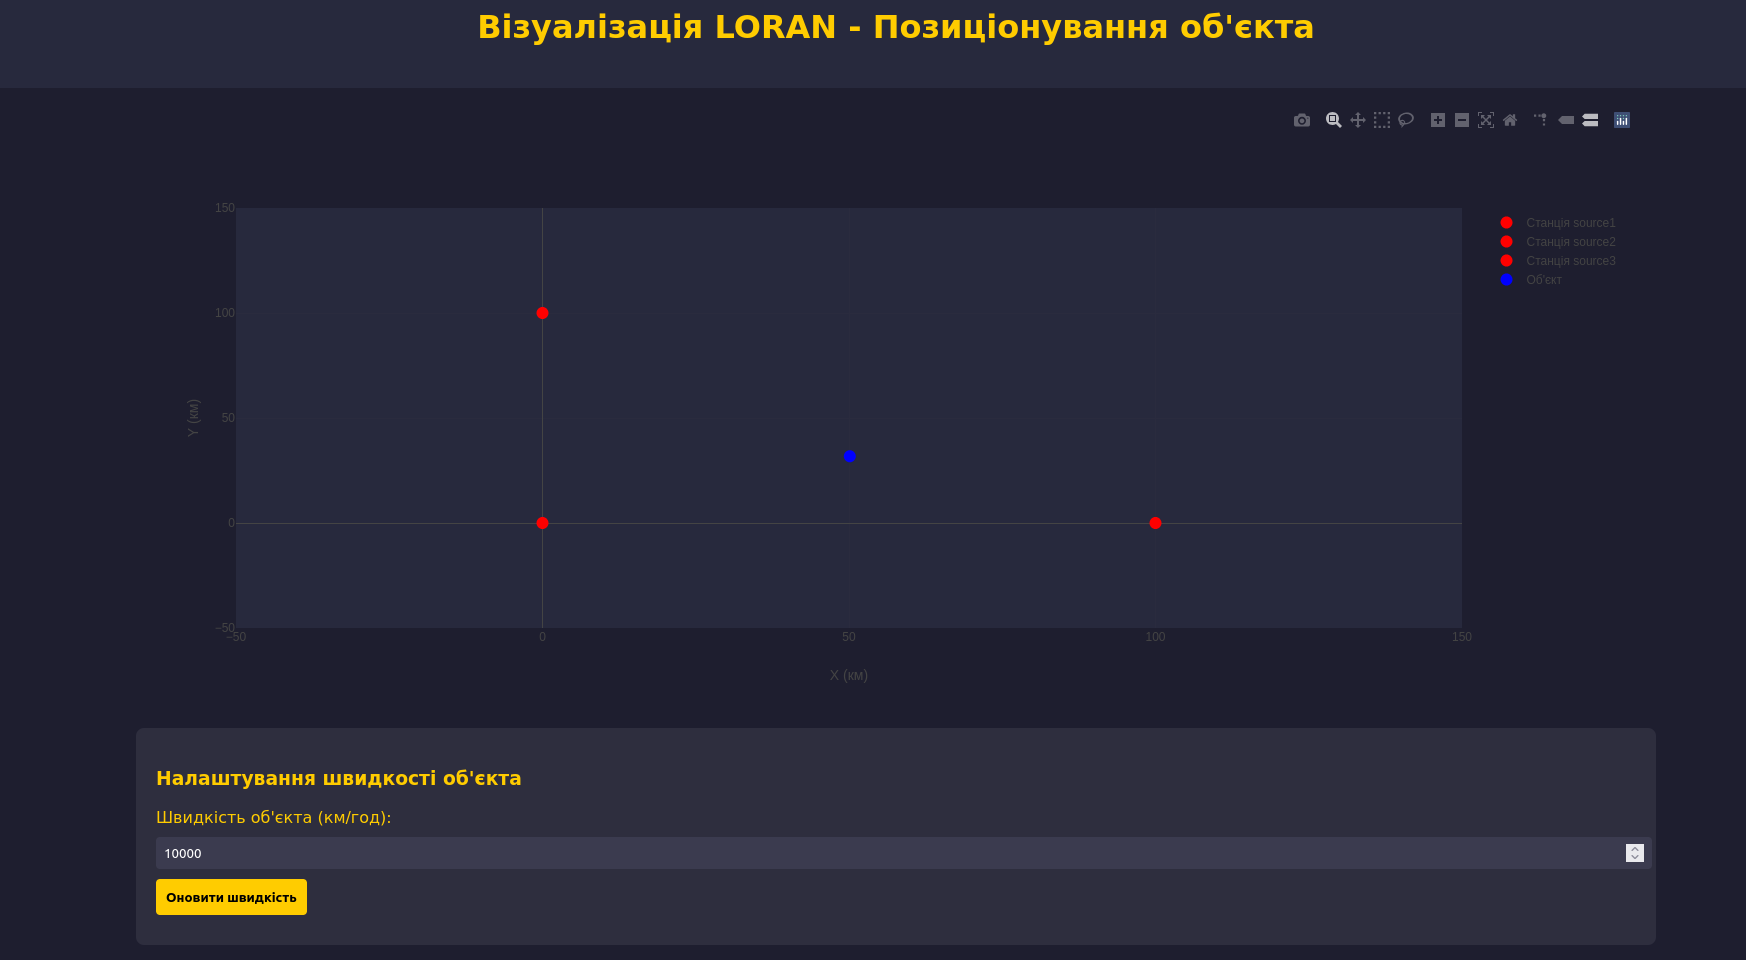 Візуалізація LORAN - Позиціонування об'єкта
150
100
50
0
−50
Y (км)
−50
0
50
100
150
X (км)
Станція source1
Станція source2
Станція source3
Об'єкт
Налаштування швидкості об'єкта
Швидкість об'єкта (км/год):
10000
Оновити швидкість